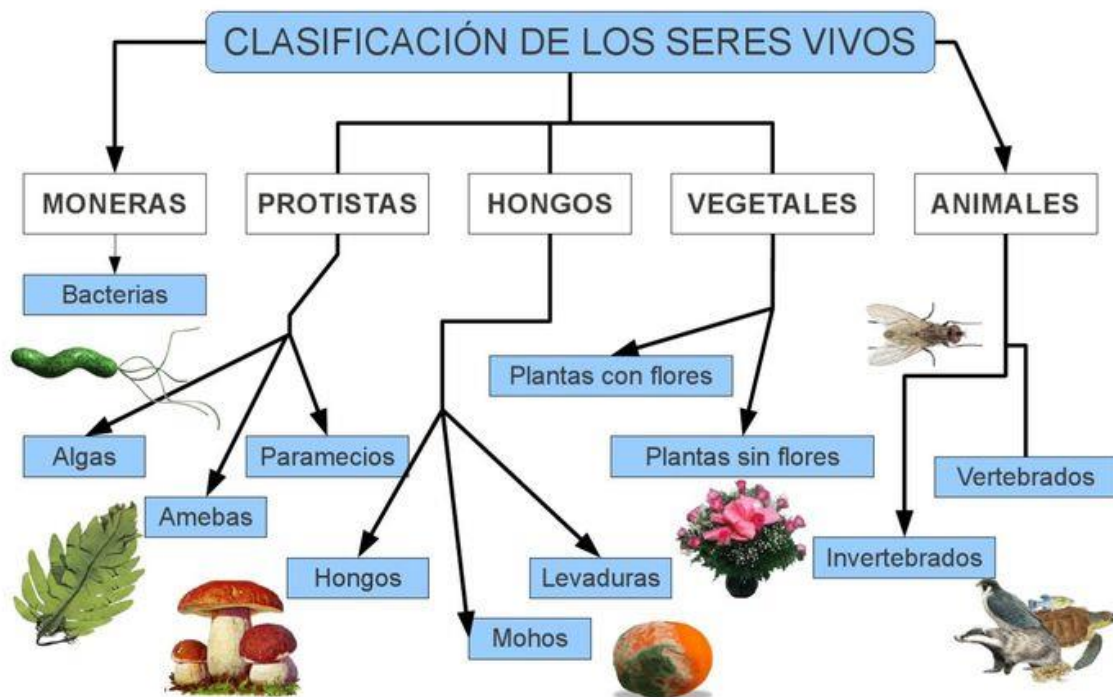 CLASIFICACIÓN DE LOS SERES VIVOS
MONERAS
PROTISTAS
HONGOS
VEGETALES
ANIMALES
Bacterias
Algas
Amebas
Paramecios
Hongos
Mohos
Levaduras
Plantas con flores
Plantas sin flores
Invertebrados
Vertebrados